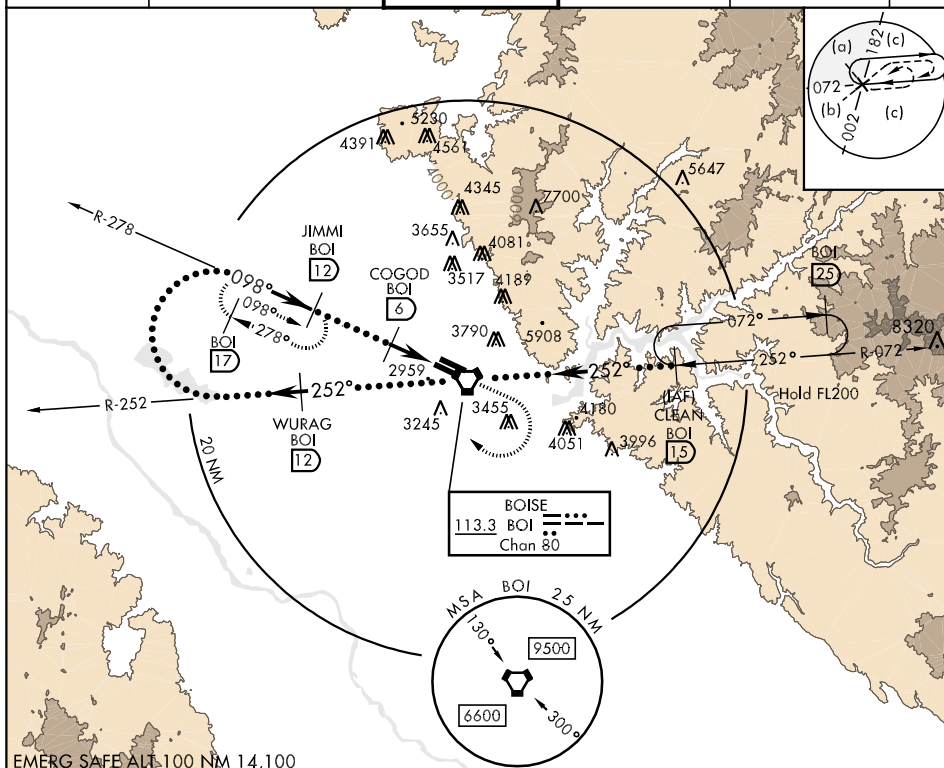 (a)
182
(c)
072
(b)
002
(c)
5230
4391
4561
4000
4345
6000
7700
5647
R-278
3655
4081
JIMMI
BOI
12
3517
COGOD
BOI
6
4189
BOI
25
098°
098°
278°
BOI
17
3790
5908
072°
8320
2959
252°
252°
252°
R-072
R-252
WURAG
BOI
12
3245
3455
4180
4051
(IAF)
CLEAN
BOI
15
Hold FL200
3996
20 NM
BOISE
113.3 BOI
Chan 80
MSA BOI 25 NM
130°
9500
6600
300°
EMERG SAFE ALT 100 NM 14,100